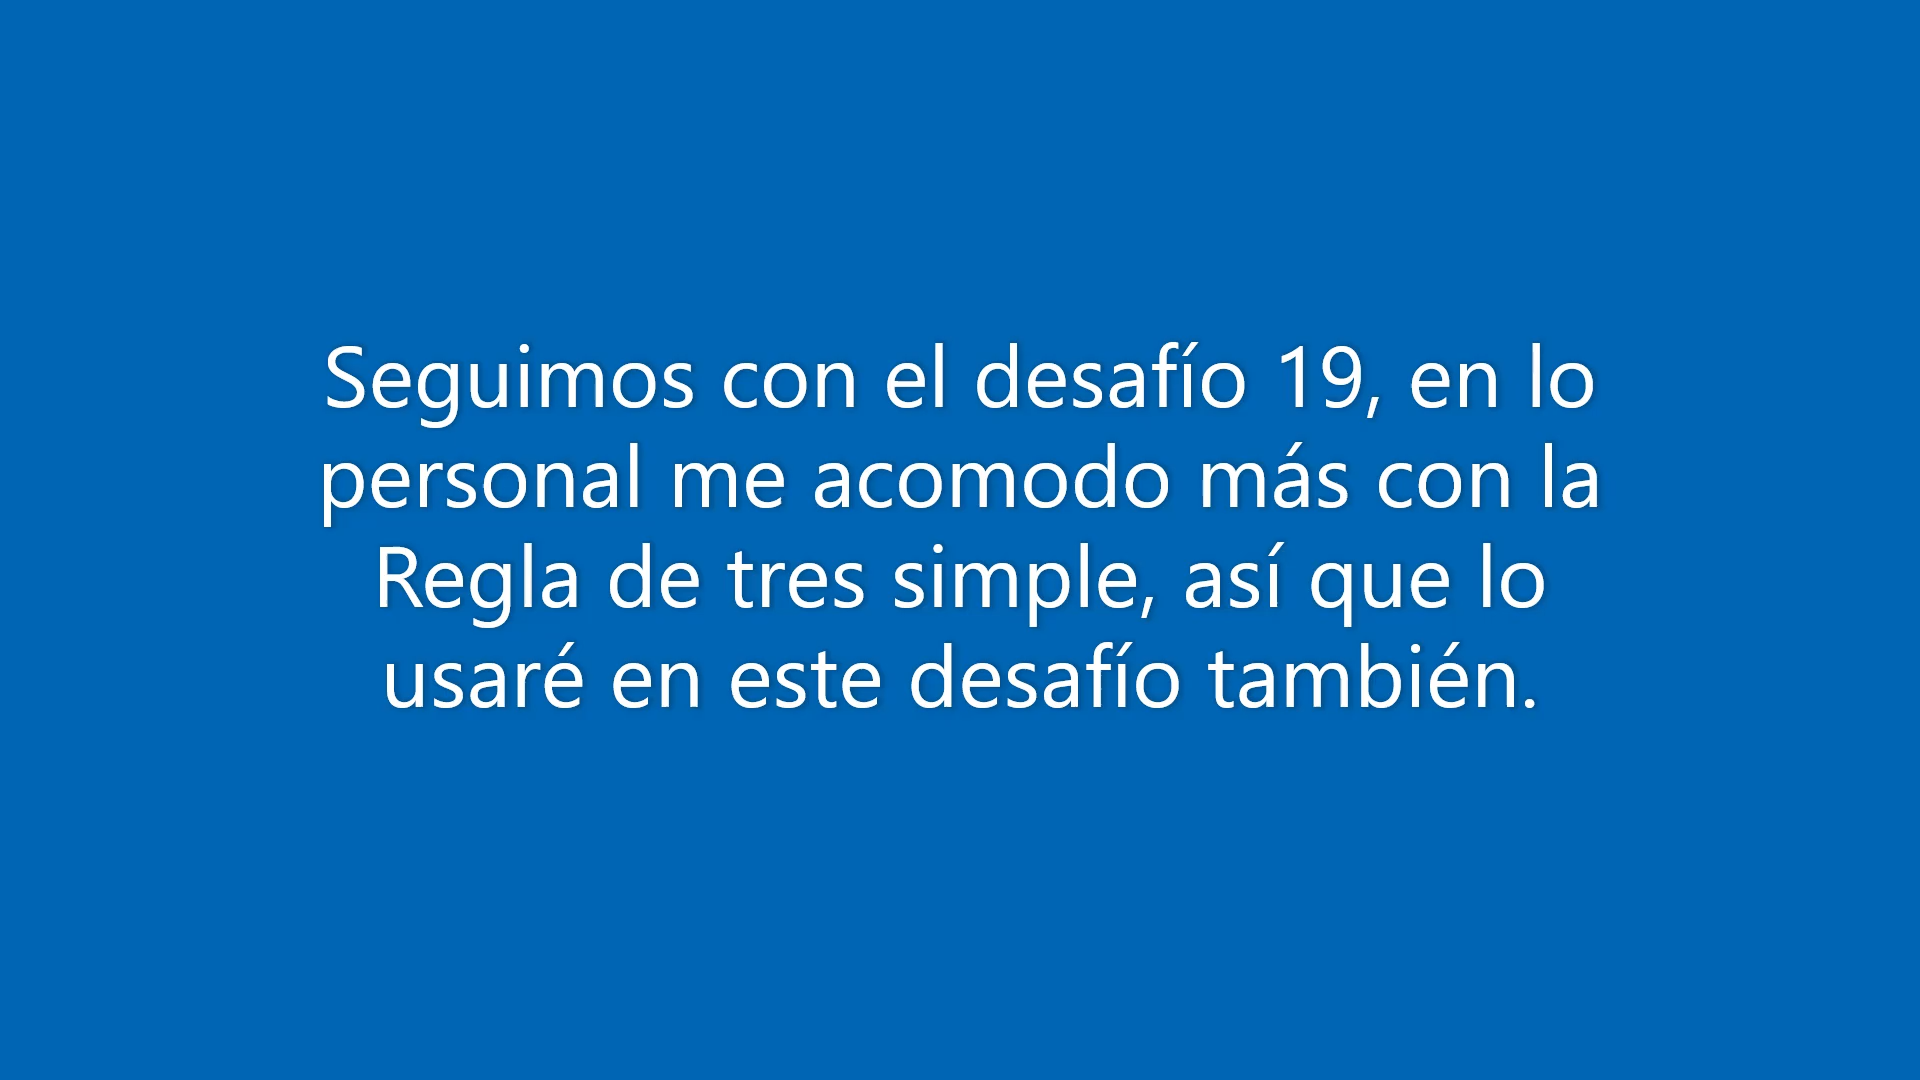 Seguimos con el desafío 19, en lo
personal me acomodo más con la
Regla de tres simple, así que lo
usaré en este desafío también.